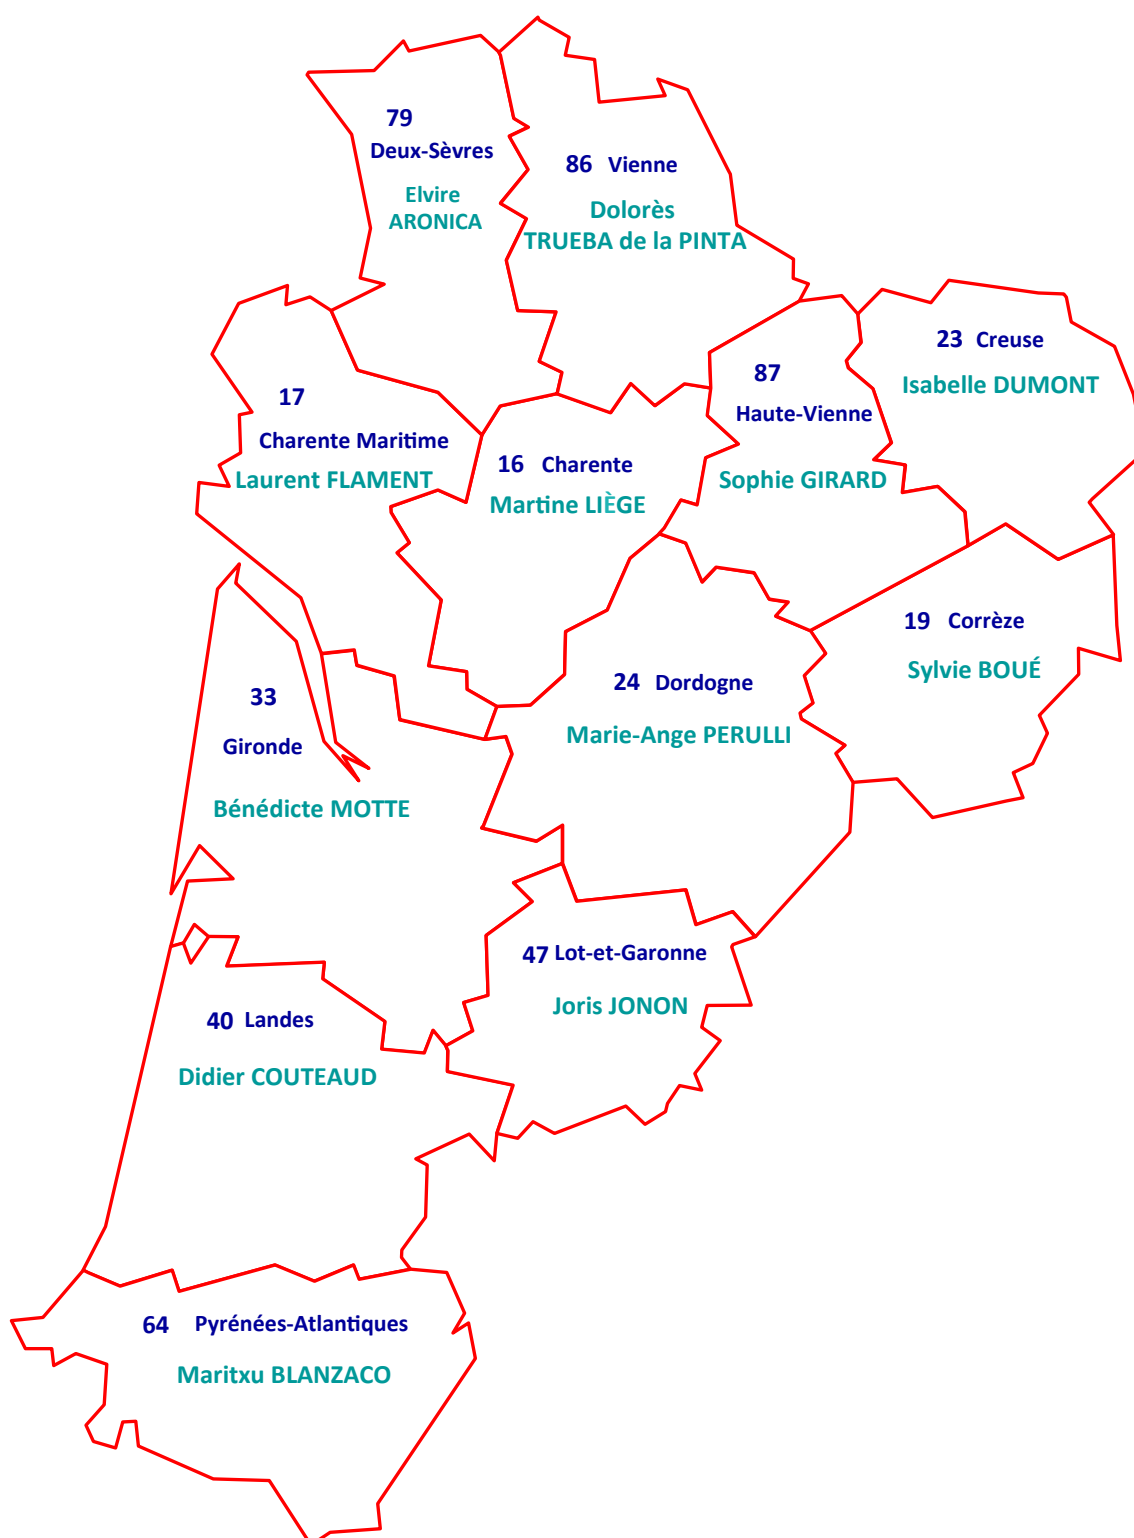 79
Deux-Sèvres
Elvire
ARONICA
86 Vienne
Dolorès
TRUEBA de la PINTA
23 Creuse
Isabelle DUMONT
87
Haute-Vienne
Sophie GIRARD
17
Charente Maritime
Laurent FLAMENT
16 Charente
Martine LIÈGE
19 Corrèze
Sylvie BOUÉ
24 Dordogne
Marie-Ange PERULLI
33
Gironde
Bénédicte MOTTE
47 Lot-et-Garonne
Joris JONON
40 Landes
Didier COUTEAUD
64 Pyrénées-Atlantiques
Maritxu BLANZACO